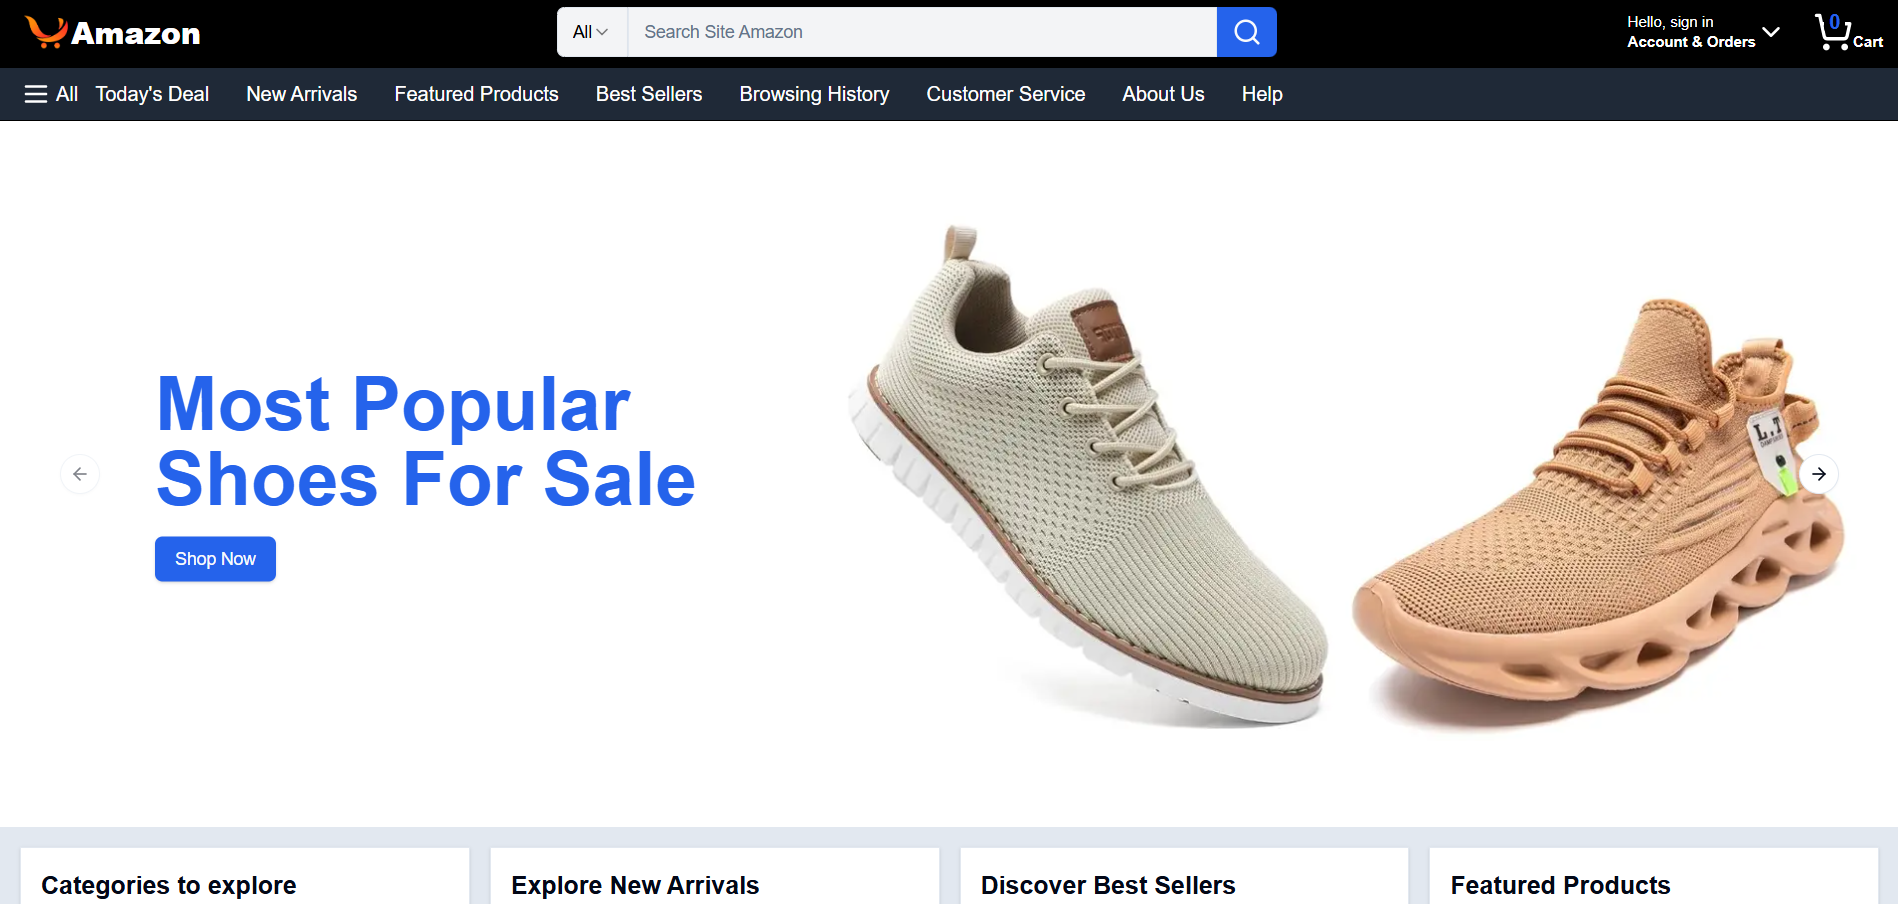 Amazon
All
Search Site Amazon
Hello, sign in
Account & Orders
0
Cart
All Today's Deal New Arrivals Featured Products Best Sellers Browsing History Customer Service About Us Help
Most Popular
Shoes For Sale
Shop Now
L.T
Categories to explore
Explore New Arrivals
Discover Best Sellers
Featured Products